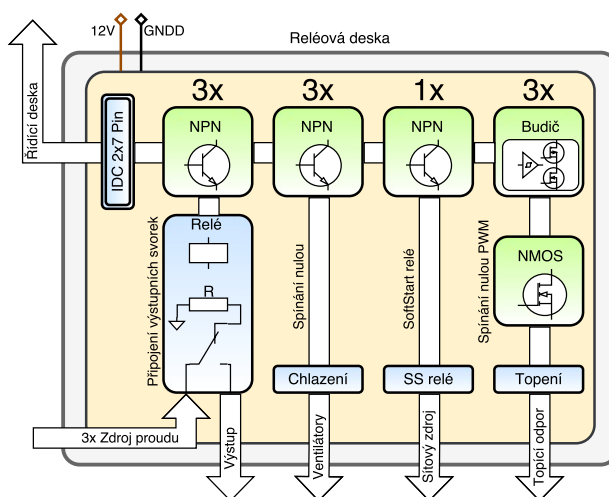 12V
GNDD
Reléová deska
Řídící deska
IDC 2x7 Pin
3x
3x
1x
3x
NPN
NPN
NPN
Budič
Připojení výstupních svorek
Relé
R
Spínání nulou
SoftStart relé
Spínání nulou PWM
NMOS
Chlazení
SS relé
Topení
3x Zdroj proudu
Výstup
Ventilátory
Síťový zdroj
Topící odpor